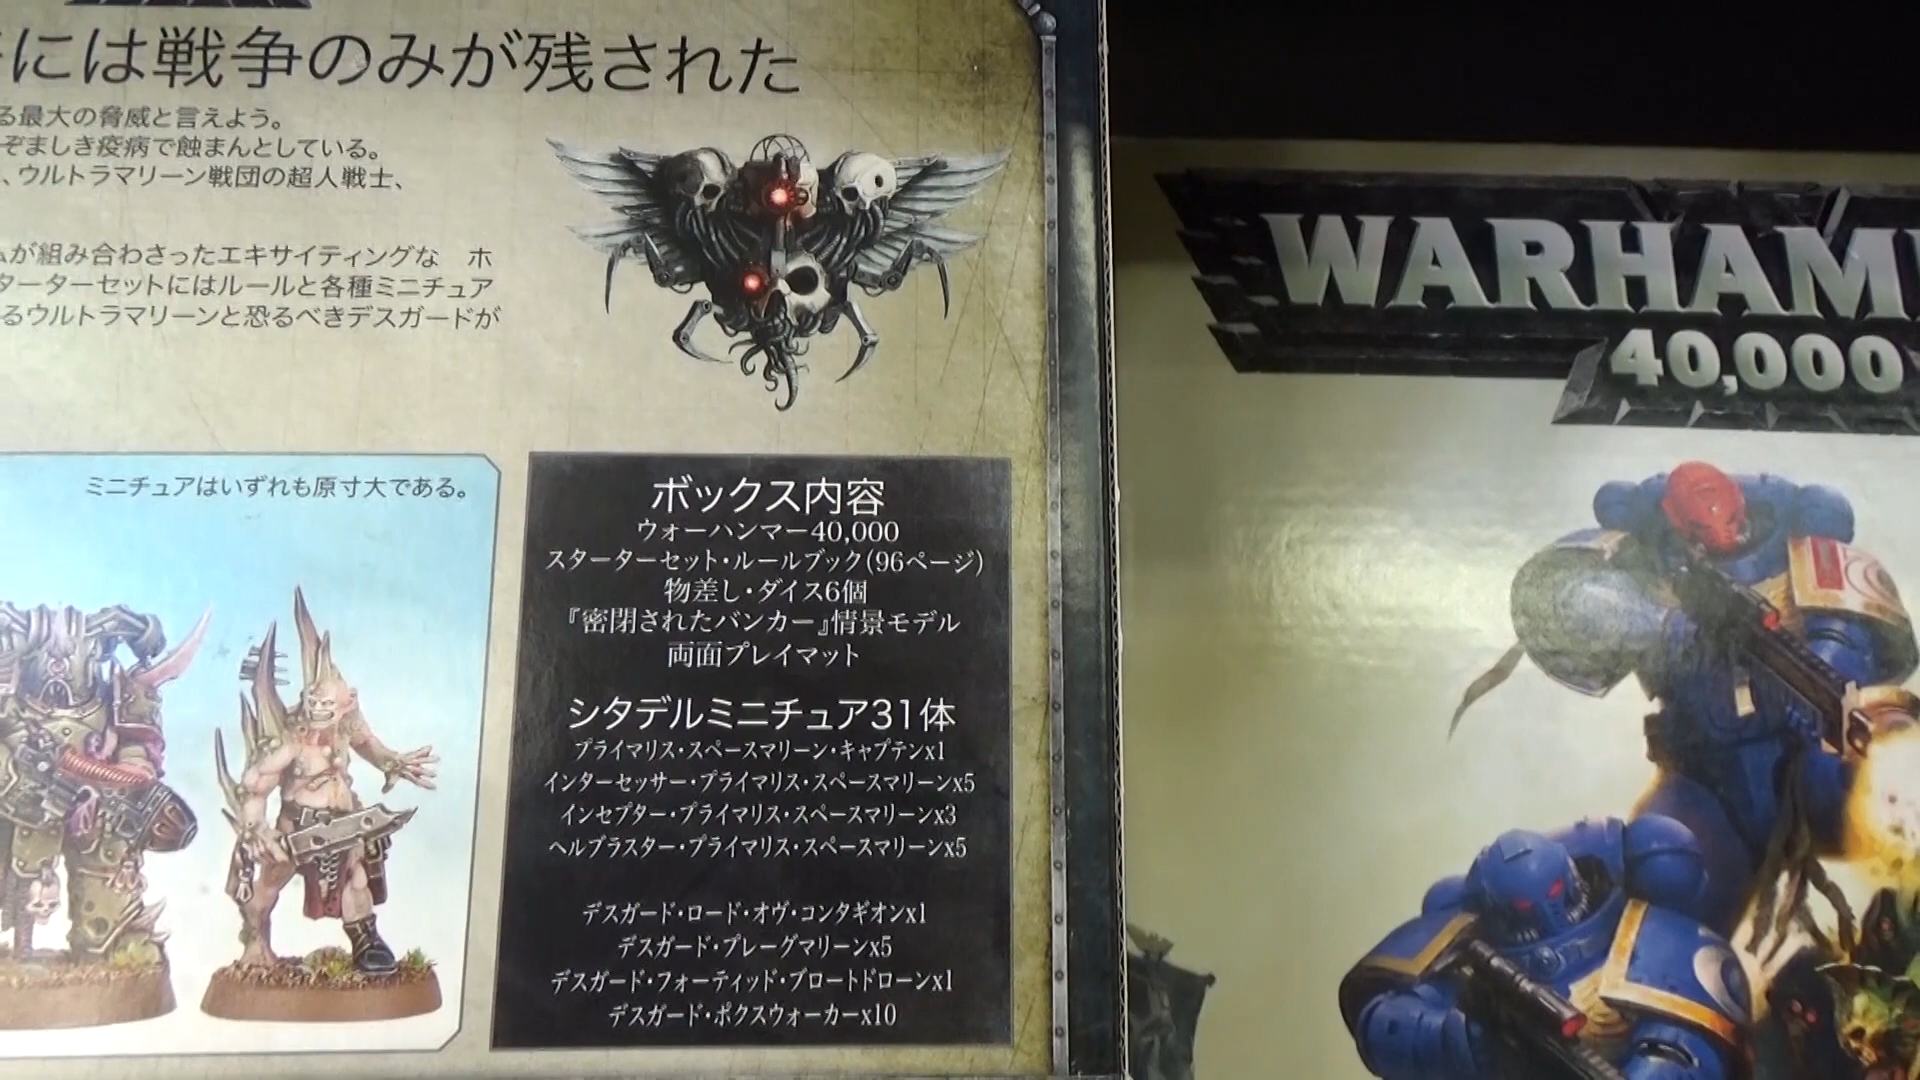 には戦争のみが残された
る最大の脅威と言えよう。
ぞましき疫病で蝕まんとしている。
、ウルトラマリーン戦団の超人戦士、
が組み合わさったエキサイティングな　ホ
ターターセットにはルールと各種ミニチュア
るウルトラマリーンと恐るべきデスガードが
ミニチュアはいずれも原寸大である。
ボックス内容
ウォーハンマー40,000
スターターセット・ルールブック(96ページ)
物差し・ダイス6個
『密閉されたバンカー』情景モデル
両面プレイマット
シタデルミニチュア31体
プライマリス・スペースマリーン・キャプテンx1
インターセッサー・プライマリス・スペースマリーンx5
インセプター・プライマリス・スペースマリーンx3
ヘルブラスター・プライマリス・スペースマリーンx5
デスガード・ロード・オヴ・コンタギオンx1
デスガード・プレーグマリーンx5
デスガード・フォーティッド・ブロートドローンx1
デスガード・ポクスウォーカーx10
WARHAM
40,000